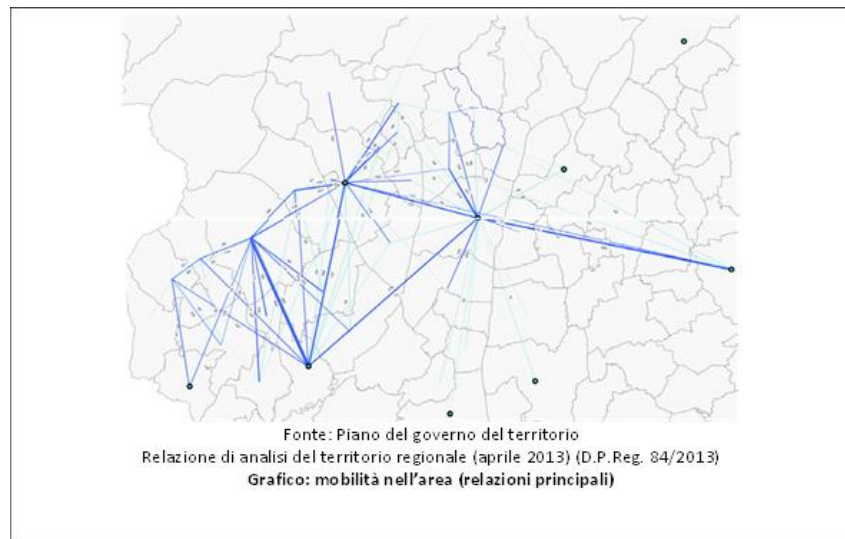 Fonte: Piano del governo del territorio
Relazione di analisi del territorio regionale (aprile 2013) (D.P.Reg. 84/2013)
Grafico: mobilità nell'area (relazioni principali)